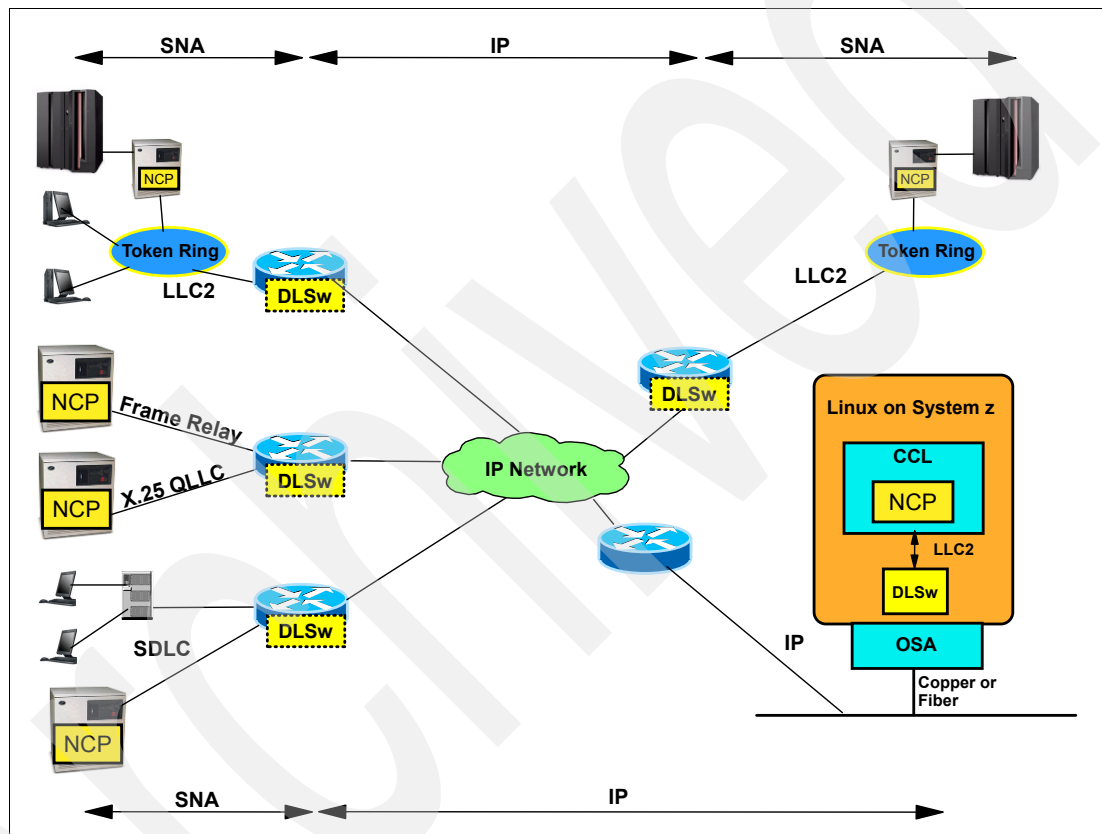 SNA
IP
SNA
NCP
NCP
Token Ring
LLC2
DLSw
Token Ring
LLC2
DLSw
NCP
Frame Relay
NCP
X.25 QLLC
DLSw
IP Network
Linux on System z
CCL
NCP
LLC2
DLSw
OSA
Copper or
Fiber
IP
SDLC
DLSw
NCP
SNA
IP